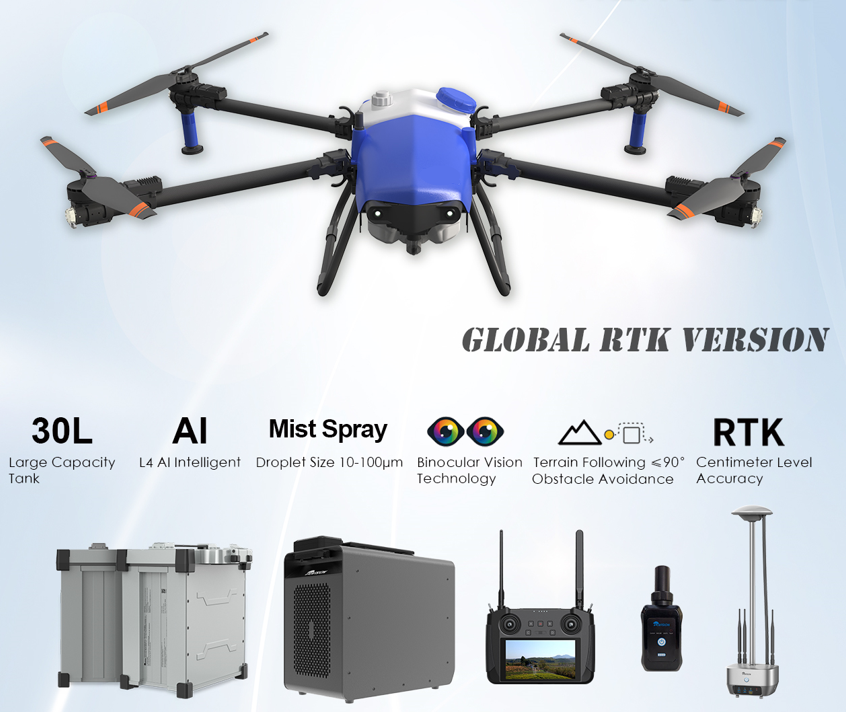 GLOBAL RTK VERSION
30L
Large Capacity
Tank
AI
L4 AI Intelligent
Mist Spray
Droplet Size 10-100μm
Binocular Vision
Technology
Terrain Following ⩽90°
Obstacle Avoidance
RTK
Centimeter Level
Accuracy